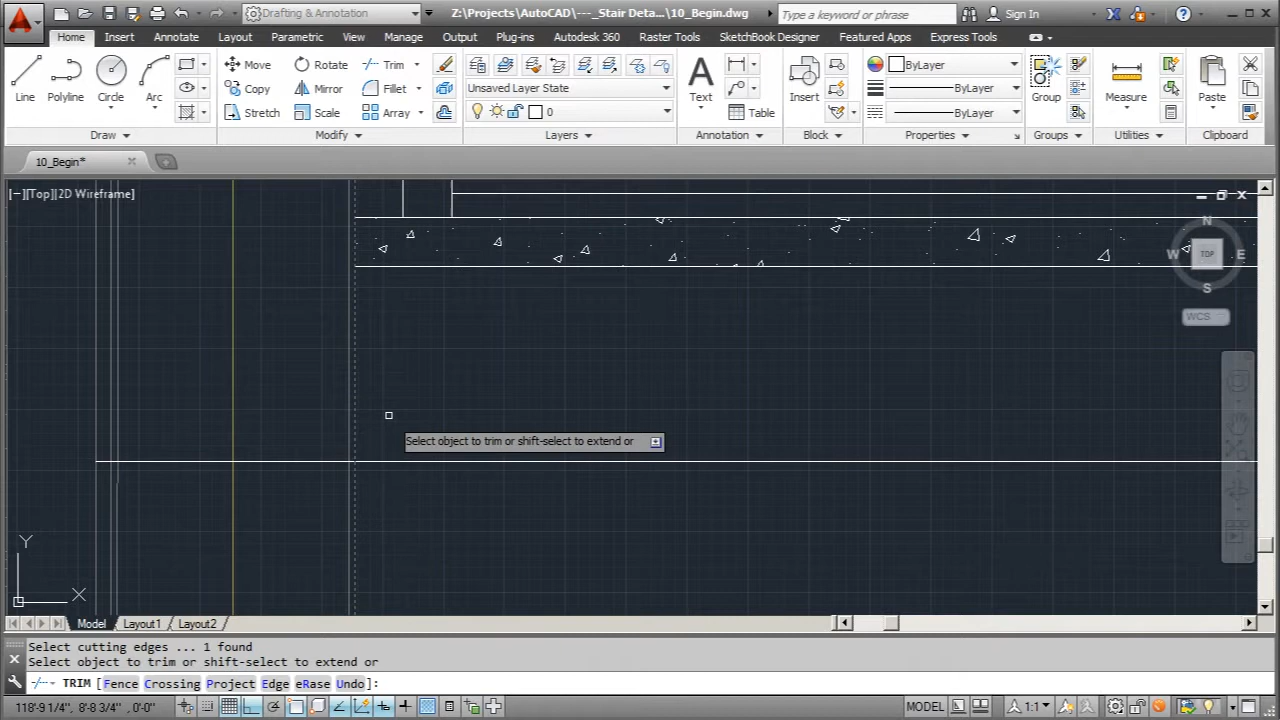 Drafting & Annotation
Z:\Projects\AutoCAD\---_Stair Deta... \10_Begin.dwg
Type a keyword or phrase
Sign In
Home Insert Annotate Layout Parametric View Manage Output Plug-ins Autodesk 360 Raster Tools SketchBook Designer Featured Apps Express Tools
Line
Polyline
Circle
Arc
Move
Rotate
Trim
Copy
Mirror
Fillet
Stretch
Scale
Array
Unsaved Layer State
0
Text
Table
Insert
ByLayer
ByLayer
ByLayer
Group
Measure
Paste
Draw
Modify
Layers
Annotation
Block
Properties
Groups
Utilities
Clipboard
10_Begin*
[−][Top][2D Wireframe]
N
W TOP E
S
WCS
Select object to trim or shift-select to extend or
Y
X
Model Layout1 Layout2
Select cutting edges ... 1 found
Select object to trim or shift-select to extend or
TRIM [Fence Crossing Project Edge eRase Undo]:
118'-9 1/4", 8'-8 3/4", 0'-0"
MODEL
1:1